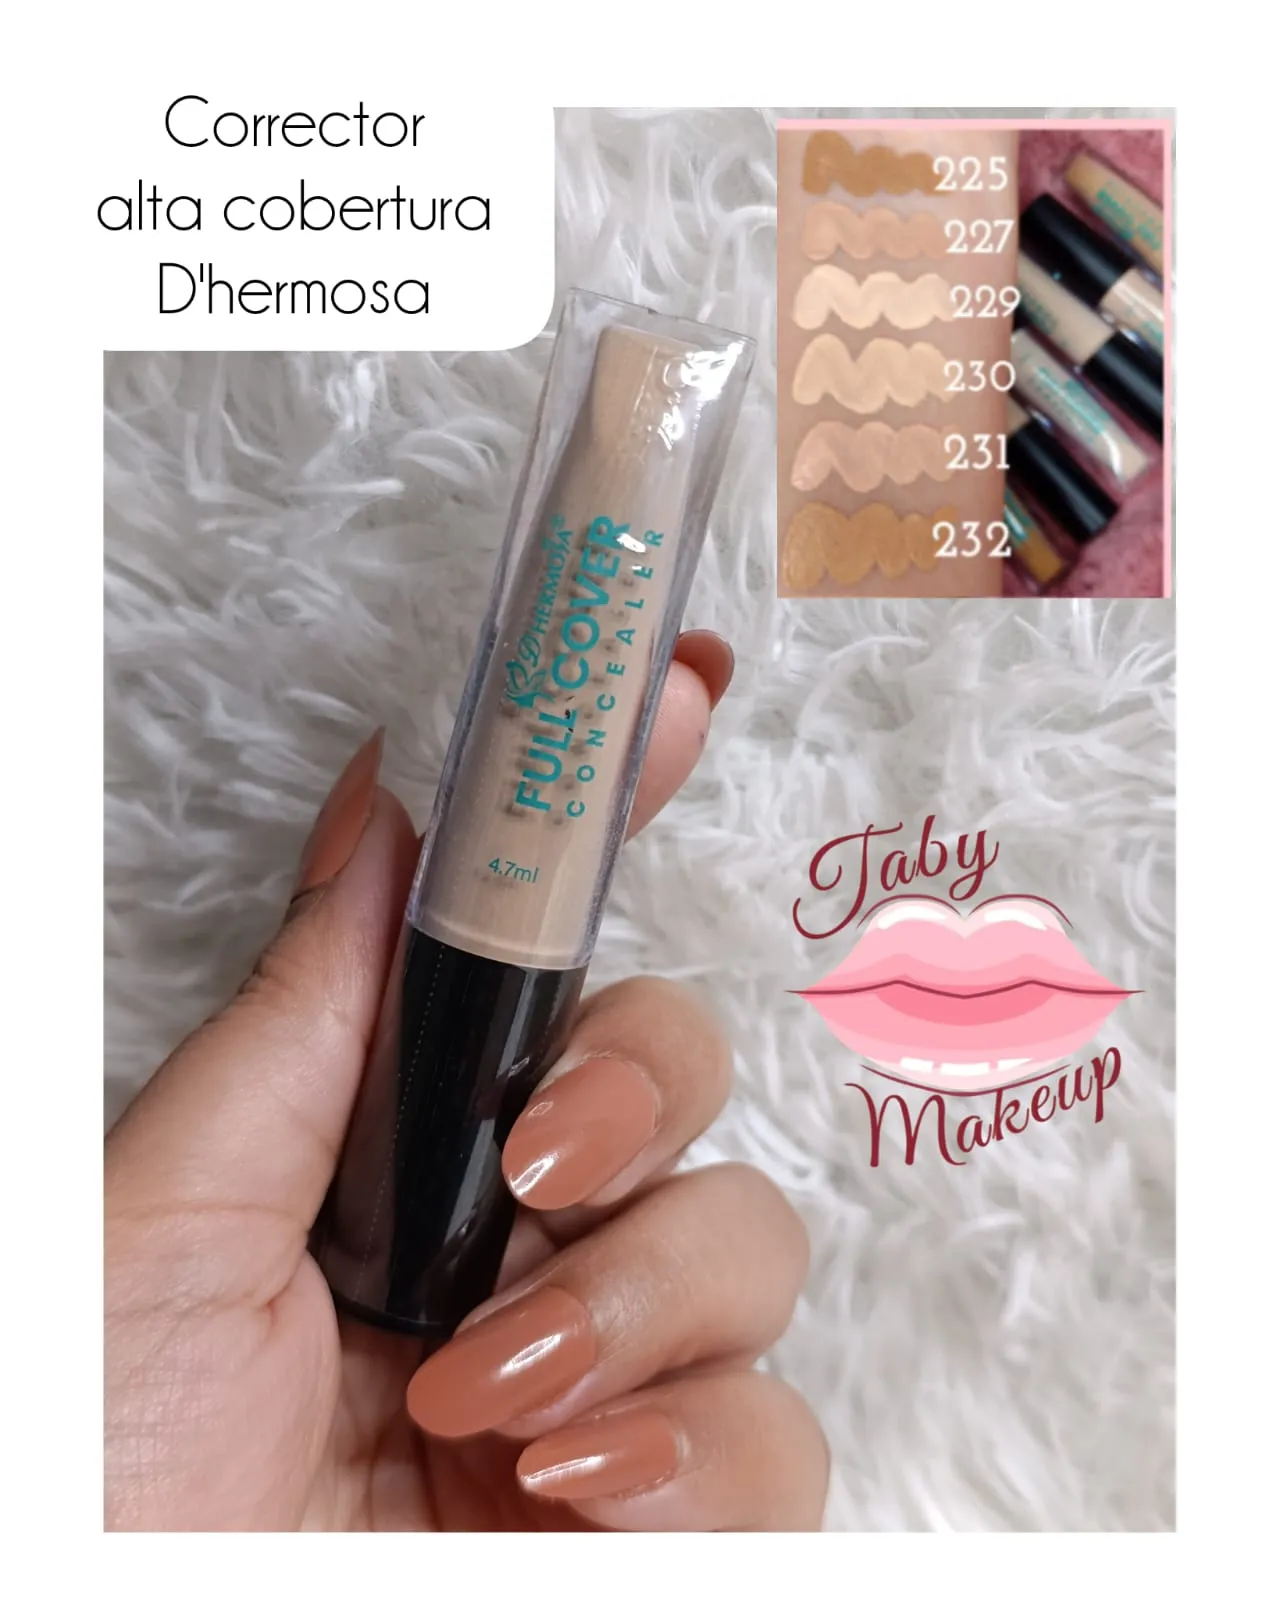 Corrector
alta cobertura
D'hermosa
225
227
229
230
231
232
D'HERMOSA®
FULL COVER
CONCEALER
4.7ml
Taby
Makeup